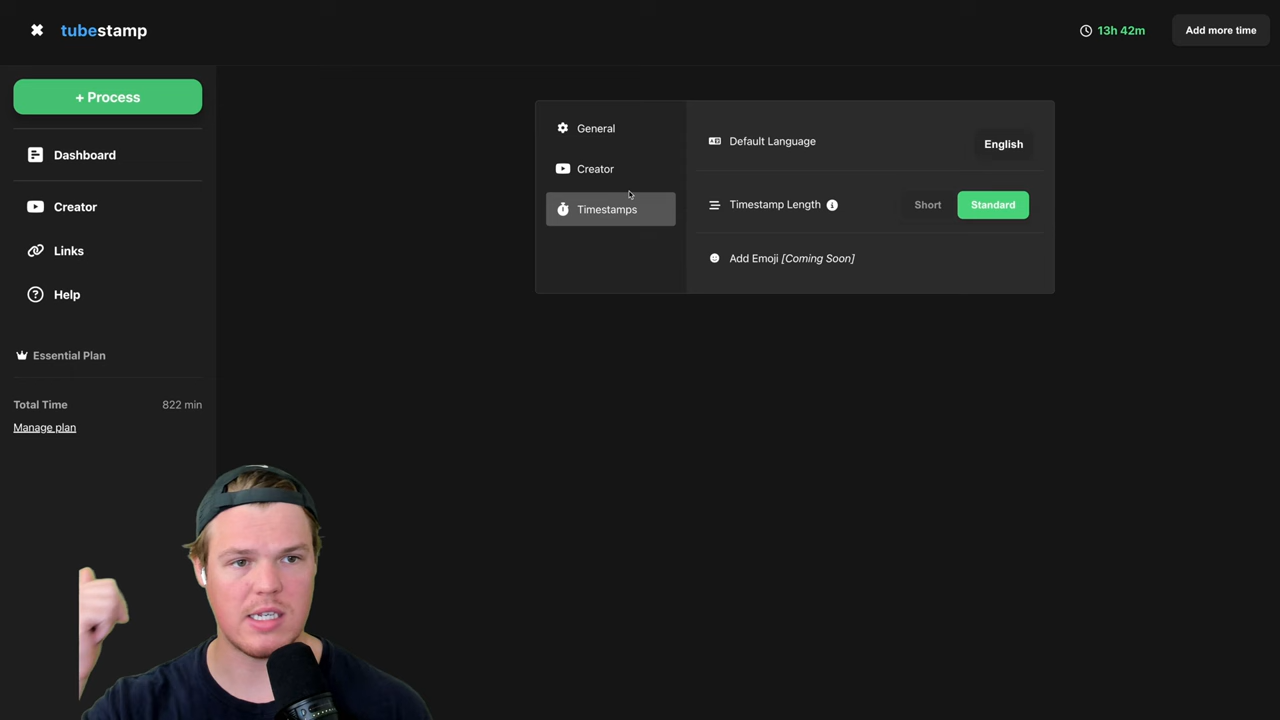 tubestamp
13h 42m
Add more time
+ Process
Dashboard
Creator
Links
Help
Essential Plan
Total Time 822 min
Manage plan
General
Creator
Timestamps
Default Language English
Timestamp Length Short Standard
Add Emoji [Coming Soon]